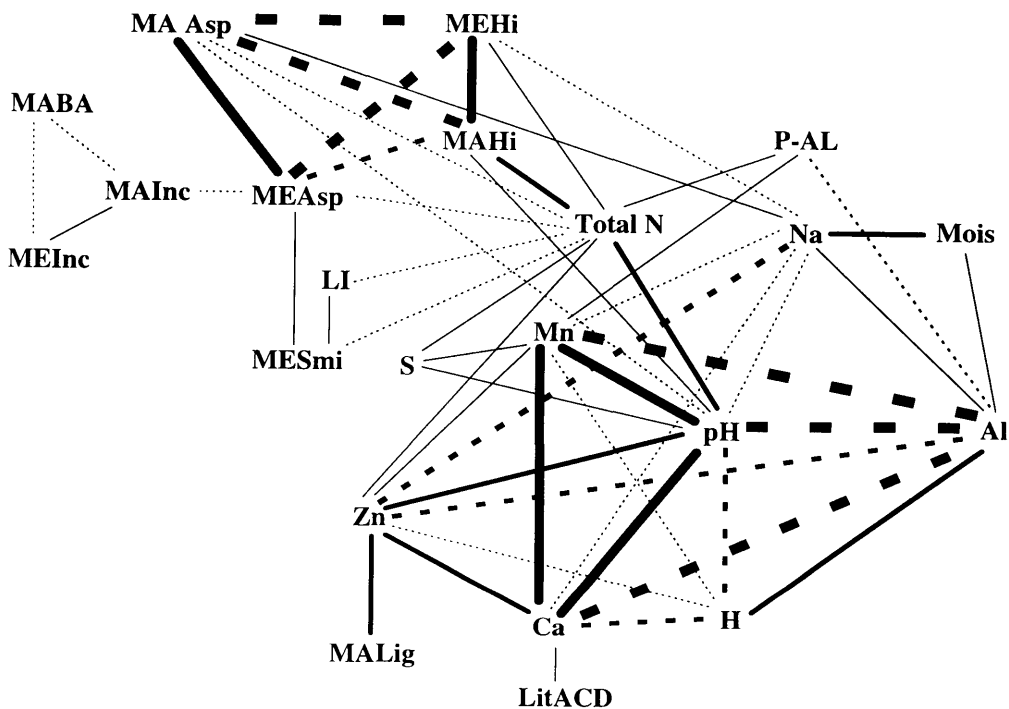 MA Asp MEHi
MABA
MAHi P-AL
MAInc MEAsp
Total N Na Mois
MEInc
LI
Mn
MESmi S
pH Al
Zn
Ca H
MALig
LitACD